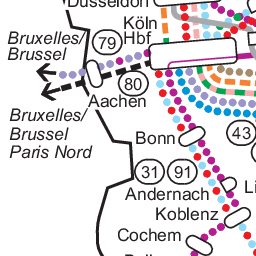 Düsseldorf
Köln
Hbf
Bruxelles/
Brussel
79
80
Aachen
Bruxelles/
Brussel
Paris Nord
Bonn
43
31
91
Andernach
Koblenz
Cochem